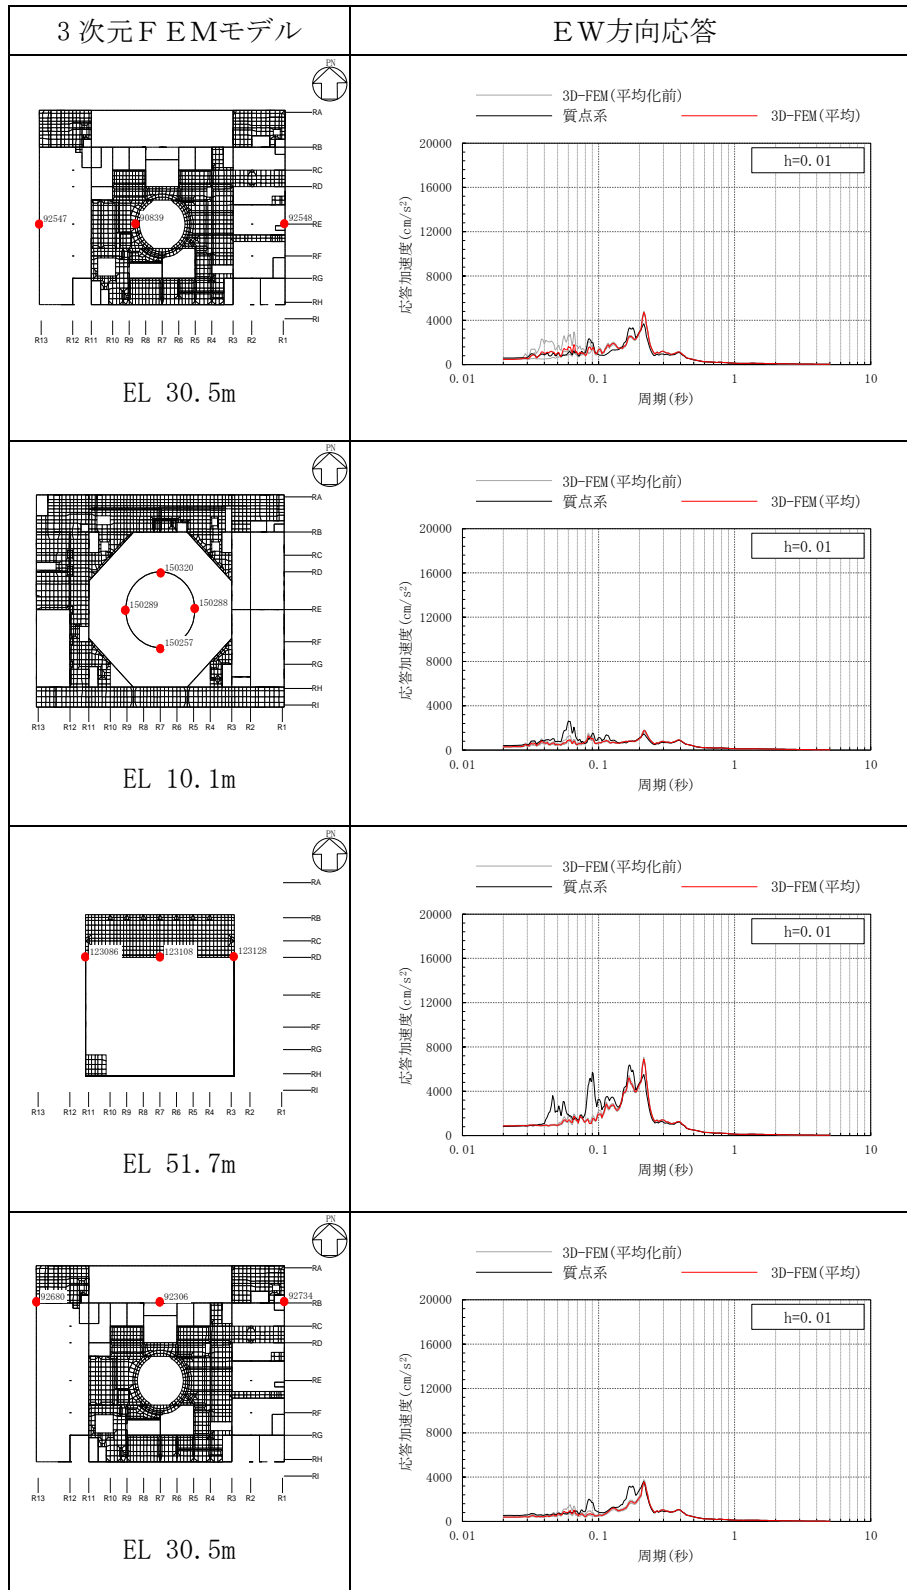 3次元FEMモデル
EW方向応答
PN
RA
RB
RC
RD
92547
90839
92548
RE
RF
RG
RH
RI
R13 R12 R11 R10 R9 R8 R7 R6 R5 R4 R3 R2 R1
EL 30.5m
3D-FEM(平均化前)
質点系 3D-FEM(平均)
h=0.01
応答加速度(cm/s²)
20000
16000
12000
8000
4000
0
0.01 0.1 1 10
周期(秒)
PN
RA
RB
RC
RD
150320
150289
150288
RE
RF
150257
RG
RH
RI
R13 R12 R11 R10 R9 R8 R7 R6 R5 R4 R3 R2 R1
EL 10.1m
3D-FEM(平均化前)
質点系 3D-FEM(平均)
h=0.01
応答加速度(cm/s²)
20000
16000
12000
8000
4000
0
0.01 0.1 1 10
周期(秒)
PN
RA
RB
RC
123086
123108
123128
RD
RE
RF
RG
RH
RI
R13 R12 R11 R10 R9 R8 R7 R6 R5 R4 R3 R2 R1
EL 51.7m
3D-FEM(平均化前)
質点系 3D-FEM(平均)
h=0.01
応答加速度(cm/s²)
20000
16000
12000
8000
4000
0
0.01 0.1 1 10
周期(秒)
PN
RA
92680
92306
92734
RB
RC
RD
RE
RF
RG
RH
RI
R13 R12 R11 R10 R9 R8 R7 R6 R5 R4 R3 R2 R1
EL 30.5m
3D-FEM(平均化前)
質点系 3D-FEM(平均)
h=0.01
応答加速度(cm/s²)
20000
16000
12000
8000
4000
0
0.01 0.1 1 10
周期(秒)